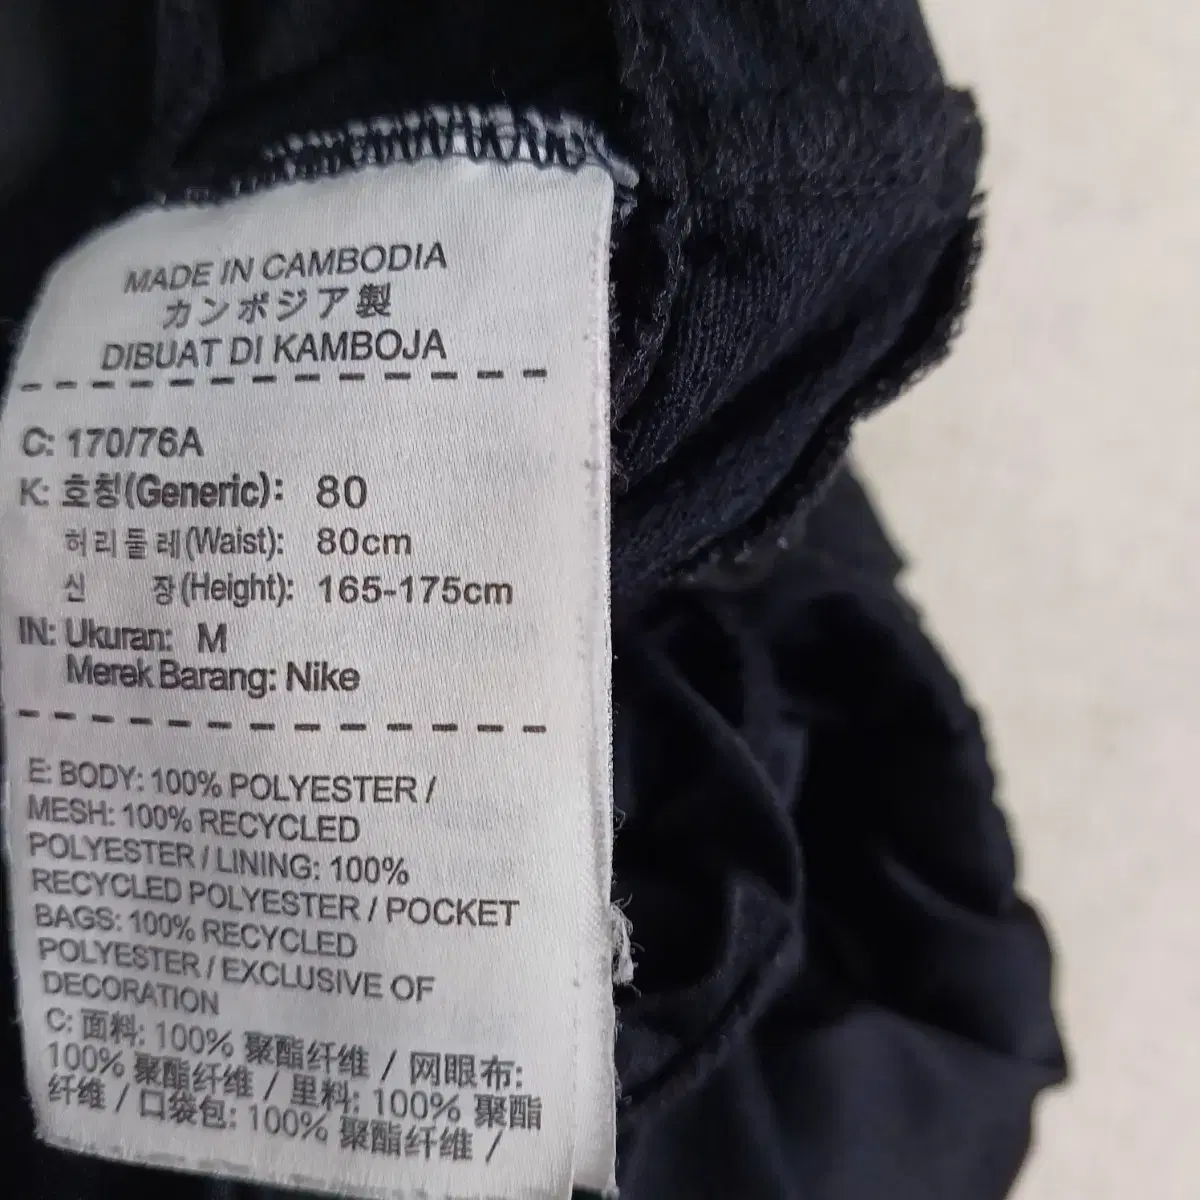 MADE IN CAMBODIA
カンボジア製
DIBUAT DI KAMBOJA
C: 170/76A
K: 호칭(Generic): 80
허리둘레(Waist): 80cm
신 장(Height): 165-175cm
IN: Ukuran: M
Merek Barang: Nike
E: BODY: 100% POLYESTER /
MESH: 100% RECYCLED
POLYESTER / LINING: 100%
RECYCLED POLYESTER / POCKET
BAGS: 100% RECYCLED
POLYESTER / EXCLUSIVE OF
DECORATION
C: 面料: 100% 聚酯纤维 / 网眼布:
100% 聚酯纤维 / 里料: 100% 聚酯
纤维 / 口袋包: 100% 聚酯纤维 /